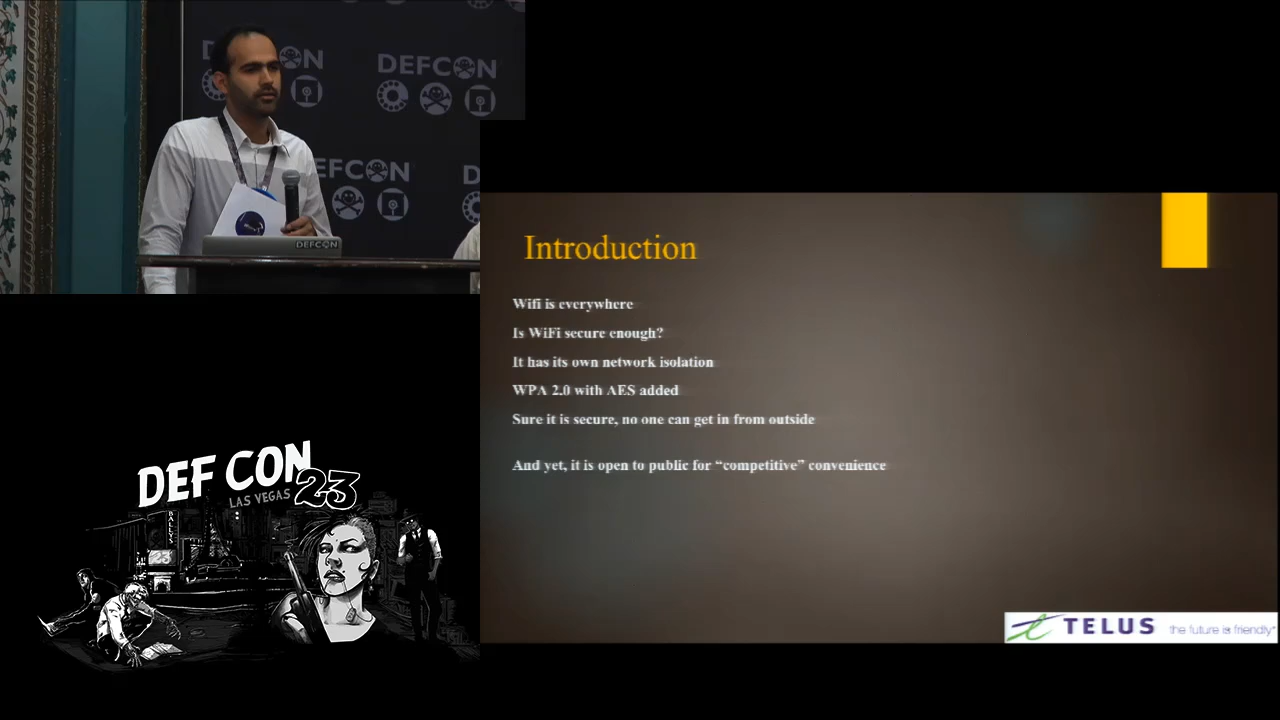 DEFCON
DEFCON
DEFCON
DEFCON
Introduction
Wifi is everywhere
Is WiFi secure enough?
It has its own network isolation
WPA 2.0 with AES added
Sure it is secure, no one can get in from outside
And yet, it is open to public for “competitive” convenience
TELUS the future is friendly*
DEF CON 23
LAS VEGAS
BALLYS
23